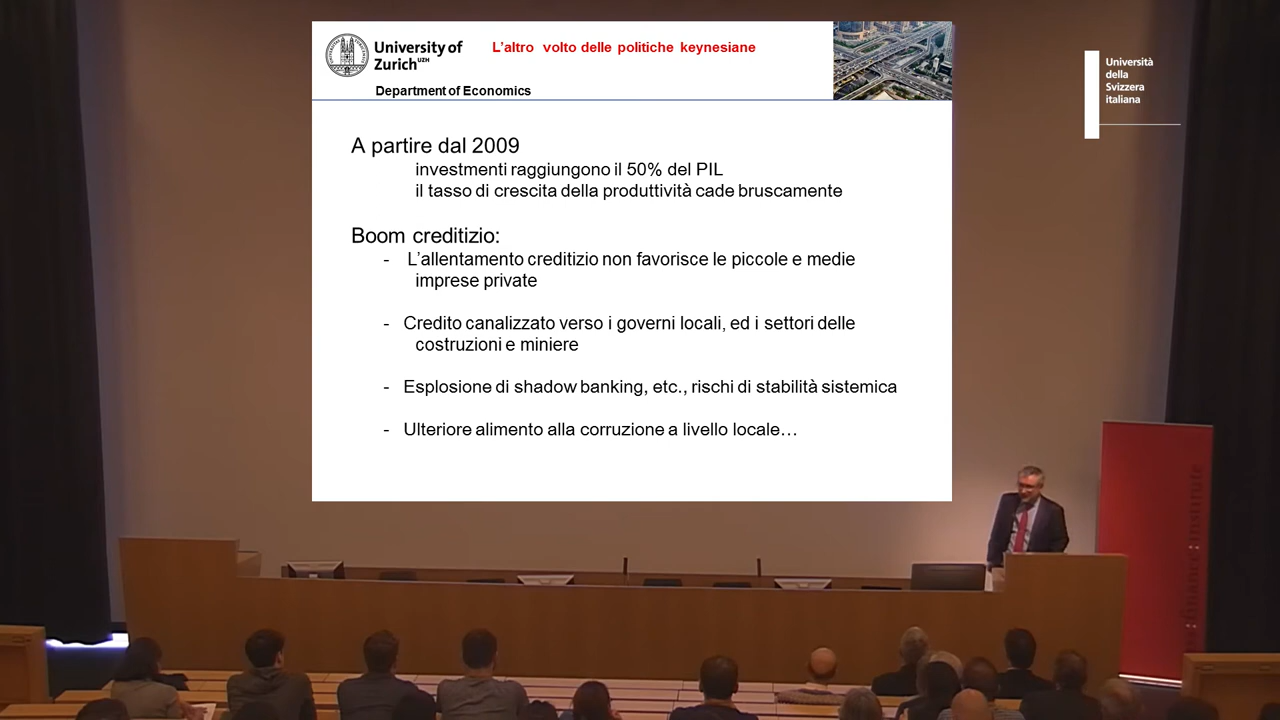 University of
Zurich UZH
L'altro volto delle politiche keynesiane
Department of Economics
A partire dal 2009
investimenti raggiungono il 50% del PIL
il tasso di crescita della produttività cade bruscamente
Boom creditizio:
- L'allentamento creditizio non favorisce le piccole e medie
imprese private
- Credito canalizzato verso i governi locali, ed i settori delle
costruzioni e miniere
- Esplosione di shadow banking, etc., rischi di stabilità sistemica
- Ulteriore alimento alla corruzione a livello locale…
Università
della
Svizzera
italiana
finance institute